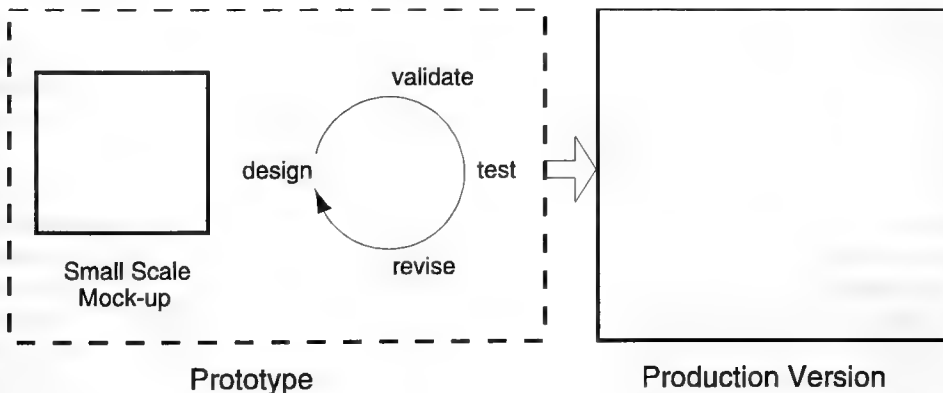 validate
design
test
revise
Small Scale
Mock-up
Prototype
Production Version